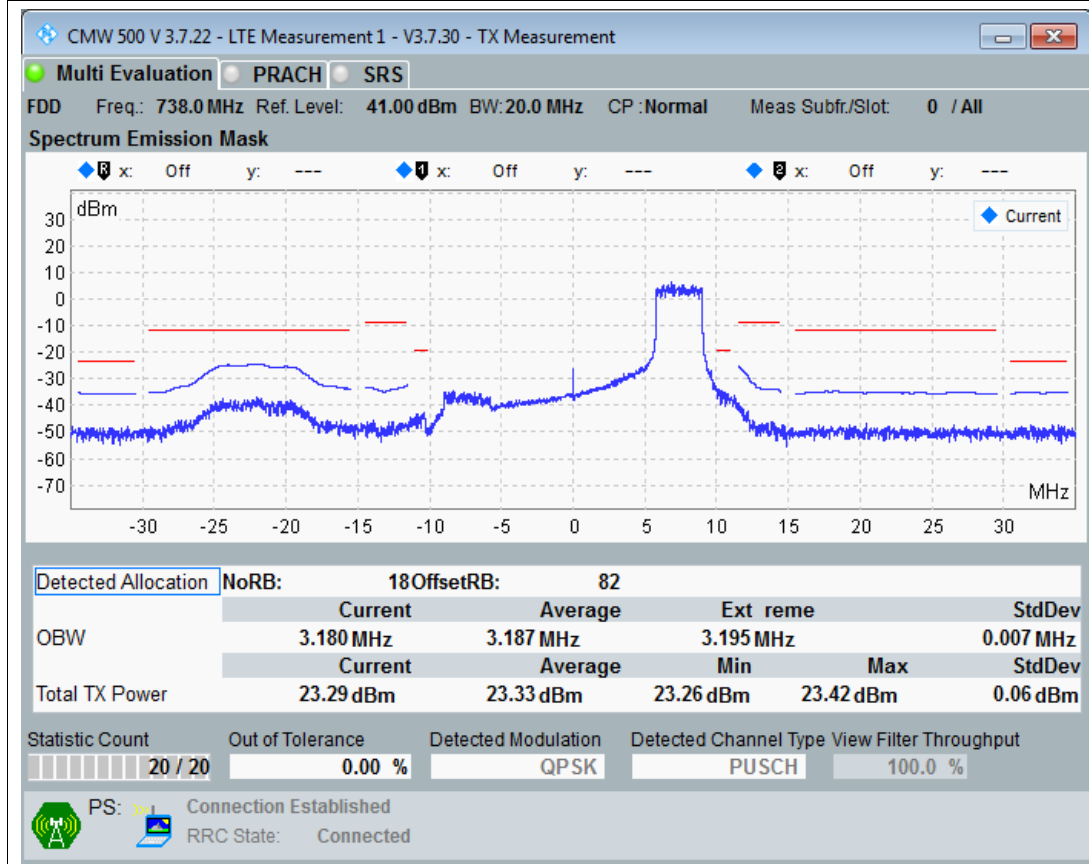 CMW 500 V 3.7.22 - LTE Measurement 1 - V3.7.30 - TX Measurement
Multi Evaluation PRACH SRS
FDD Freq.: 738.0 MHz Ref. Level: 41.00 dBm BW: 20.0 MHz CP : Normal Meas Subfr./Slot: 0 / All
Spectrum Emission Mask
R x: Off y: --- 1 x: Off y: --- 2 x: Off y: ---
dBm
Current
30
20
10
0
-10
-20
-30
-40
-50
-60
-70
MHz
-30 -25 -20 -15 -10 -5 0 5 10 15 20 25 30
Detected Allocation NoRB: 18 OffsetRB: 82
Current Average Ext reme StdDev
OBW 3.180 MHz 3.187 MHz 3.195 MHz 0.007 MHz
Current Average Min Max StdDev
Total TX Power 23.29 dBm 23.33 dBm 23.26 dBm 23.42 dBm 0.06 dBm
Statistic Count Out of Tolerance Detected Modulation Detected Channel Type View Filter Throughput
20 / 20 0.00 % QPSK PUSCH 100.0 %
PS: Connection Established
RRC State: Connected